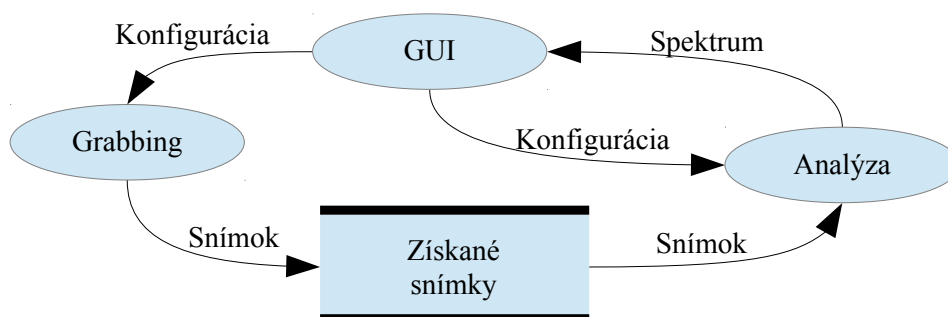 Konfigurácia
GUI
Spektrum
Grabbing
Konfigurácia
Analýza
Snímok
Získané
snímky
Snímok